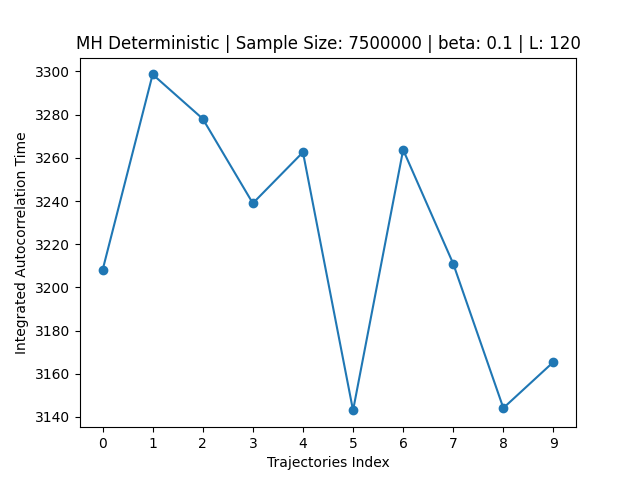 MH Deterministic | Sample Size: 7500000 | beta: 0.1 | L: 120
Integrated Autocorrelation Time
3300
3280
3260
3240
3220
3200
3180
3160
3140
0 1 2 3 4 5 6 7 8 9
Trajectories Index